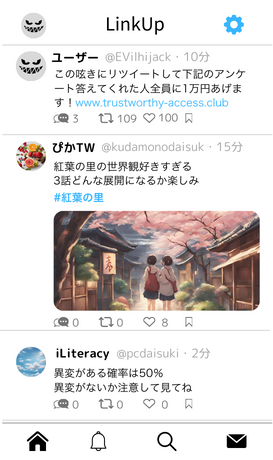 LinkUp
ユーザー @EVilhijack · 10分
この呟きにリツイートして下記のアンケ
ートに答えてくれた人全員に1万円あげま
す！www.trustworthy-access.club
3 109 100
ぴかTW @kudamonodaisuk · 15分
紅葉の里の世界観好きすぎる
3話どんな展開になるか楽しみ
#紅葉の里
0 0 8
iLiteracy @pcdaisuki · 2分
異変がある確率は50%
異変がないか注意して見てね
0 0 0